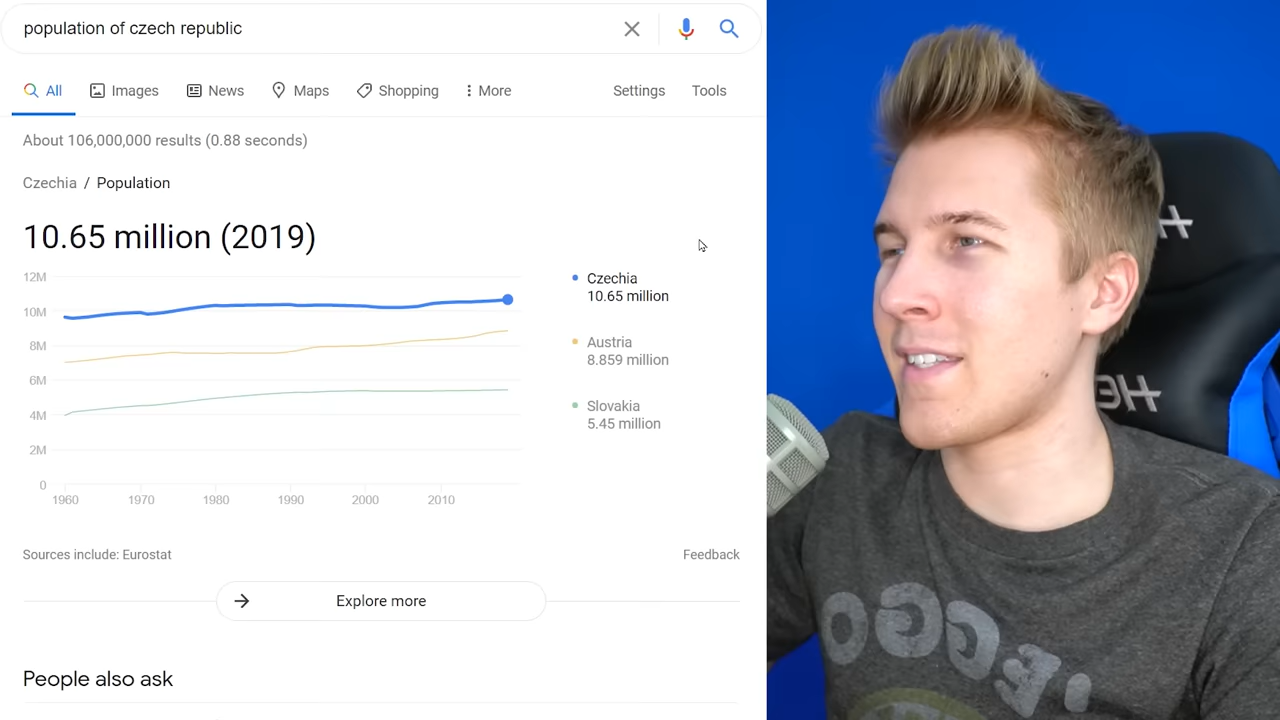 population of czech republic
All
Images
News
Maps
Shopping
More
Settings
Tools
About 106,000,000 results (0.88 seconds)
Czechia / Population
10.65 million (2019)
12M
10M
8M
6M
4M
2M
0
1960
1970
1980
1990
2000
2010
Czechia
10.65 million
Austria
8.859 million
Slovakia
5.45 million
Sources include: Eurostat
Feedback
Explore more
People also ask